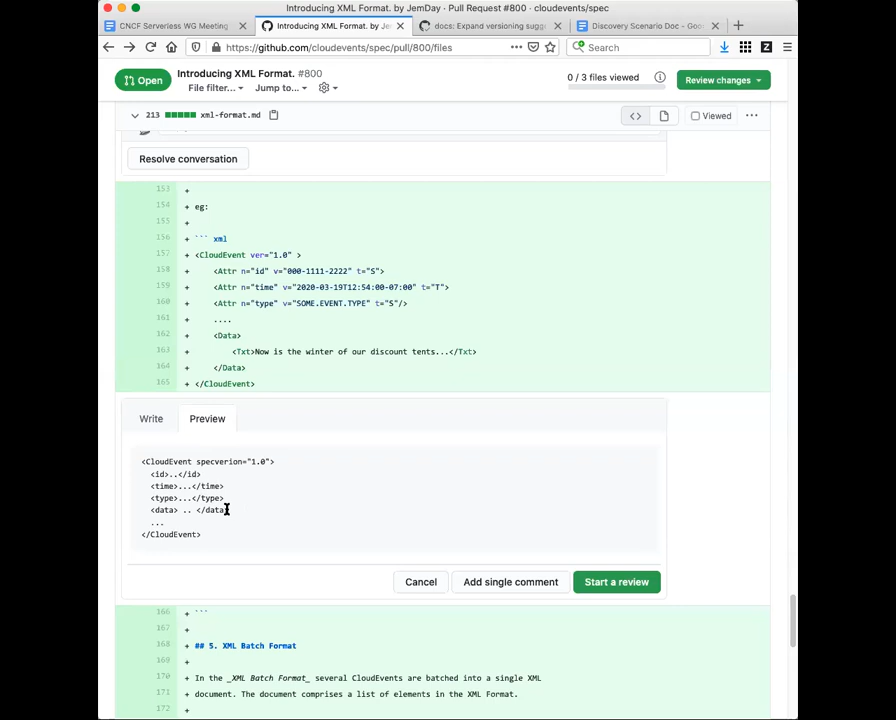 Introducing XML Format. by JemDay · Pull Request #800 · cloudevents/spec
CNCF Serverless WG Meeting
Introducing XML Format. by Je
docs: Expand versioning sugg
Discovery Scenario Doc - Goo
https://github.com/cloudevents/spec/pull/800/files
Search
Open
Introducing XML Format. #800
File filter...
Jump to...
0 / 3 files viewed
Review changes
213
xml-format.md
Viewed
Resolve conversation
153 +
154 + eg:
155 +
156 + ``` xml
157 + <CloudEvent ver="1.0" >
158 + <Attr n="id" v="000-1111-2222" t="S">
159 + <Attr n="time" v="2020-03-19T12:54:00-07:00" t="T">
160 + <Attr n="type" v="SOME.EVENT.TYPE" t="S"/>
161 + ....
162 + <Data>
163 + <Txt>Now is the winter of our discount tents...</Txt>
164 + </Data>
165 + </CloudEvent>
Write
Preview
<CloudEvent specverion="1.0">
<id>..</id>
<time>...</time>
<type>...</type>
<data> .. </data>
...
</CloudEvent>
Cancel
Add single comment
Start a review
166 + ```
167 +
168 + ## 5. XML Batch Format
169 +
170 + In the _XML Batch Format_ several CloudEvents are batched into a single XML
171 + document. The document comprises a list of elements in the XML Format.
172 +